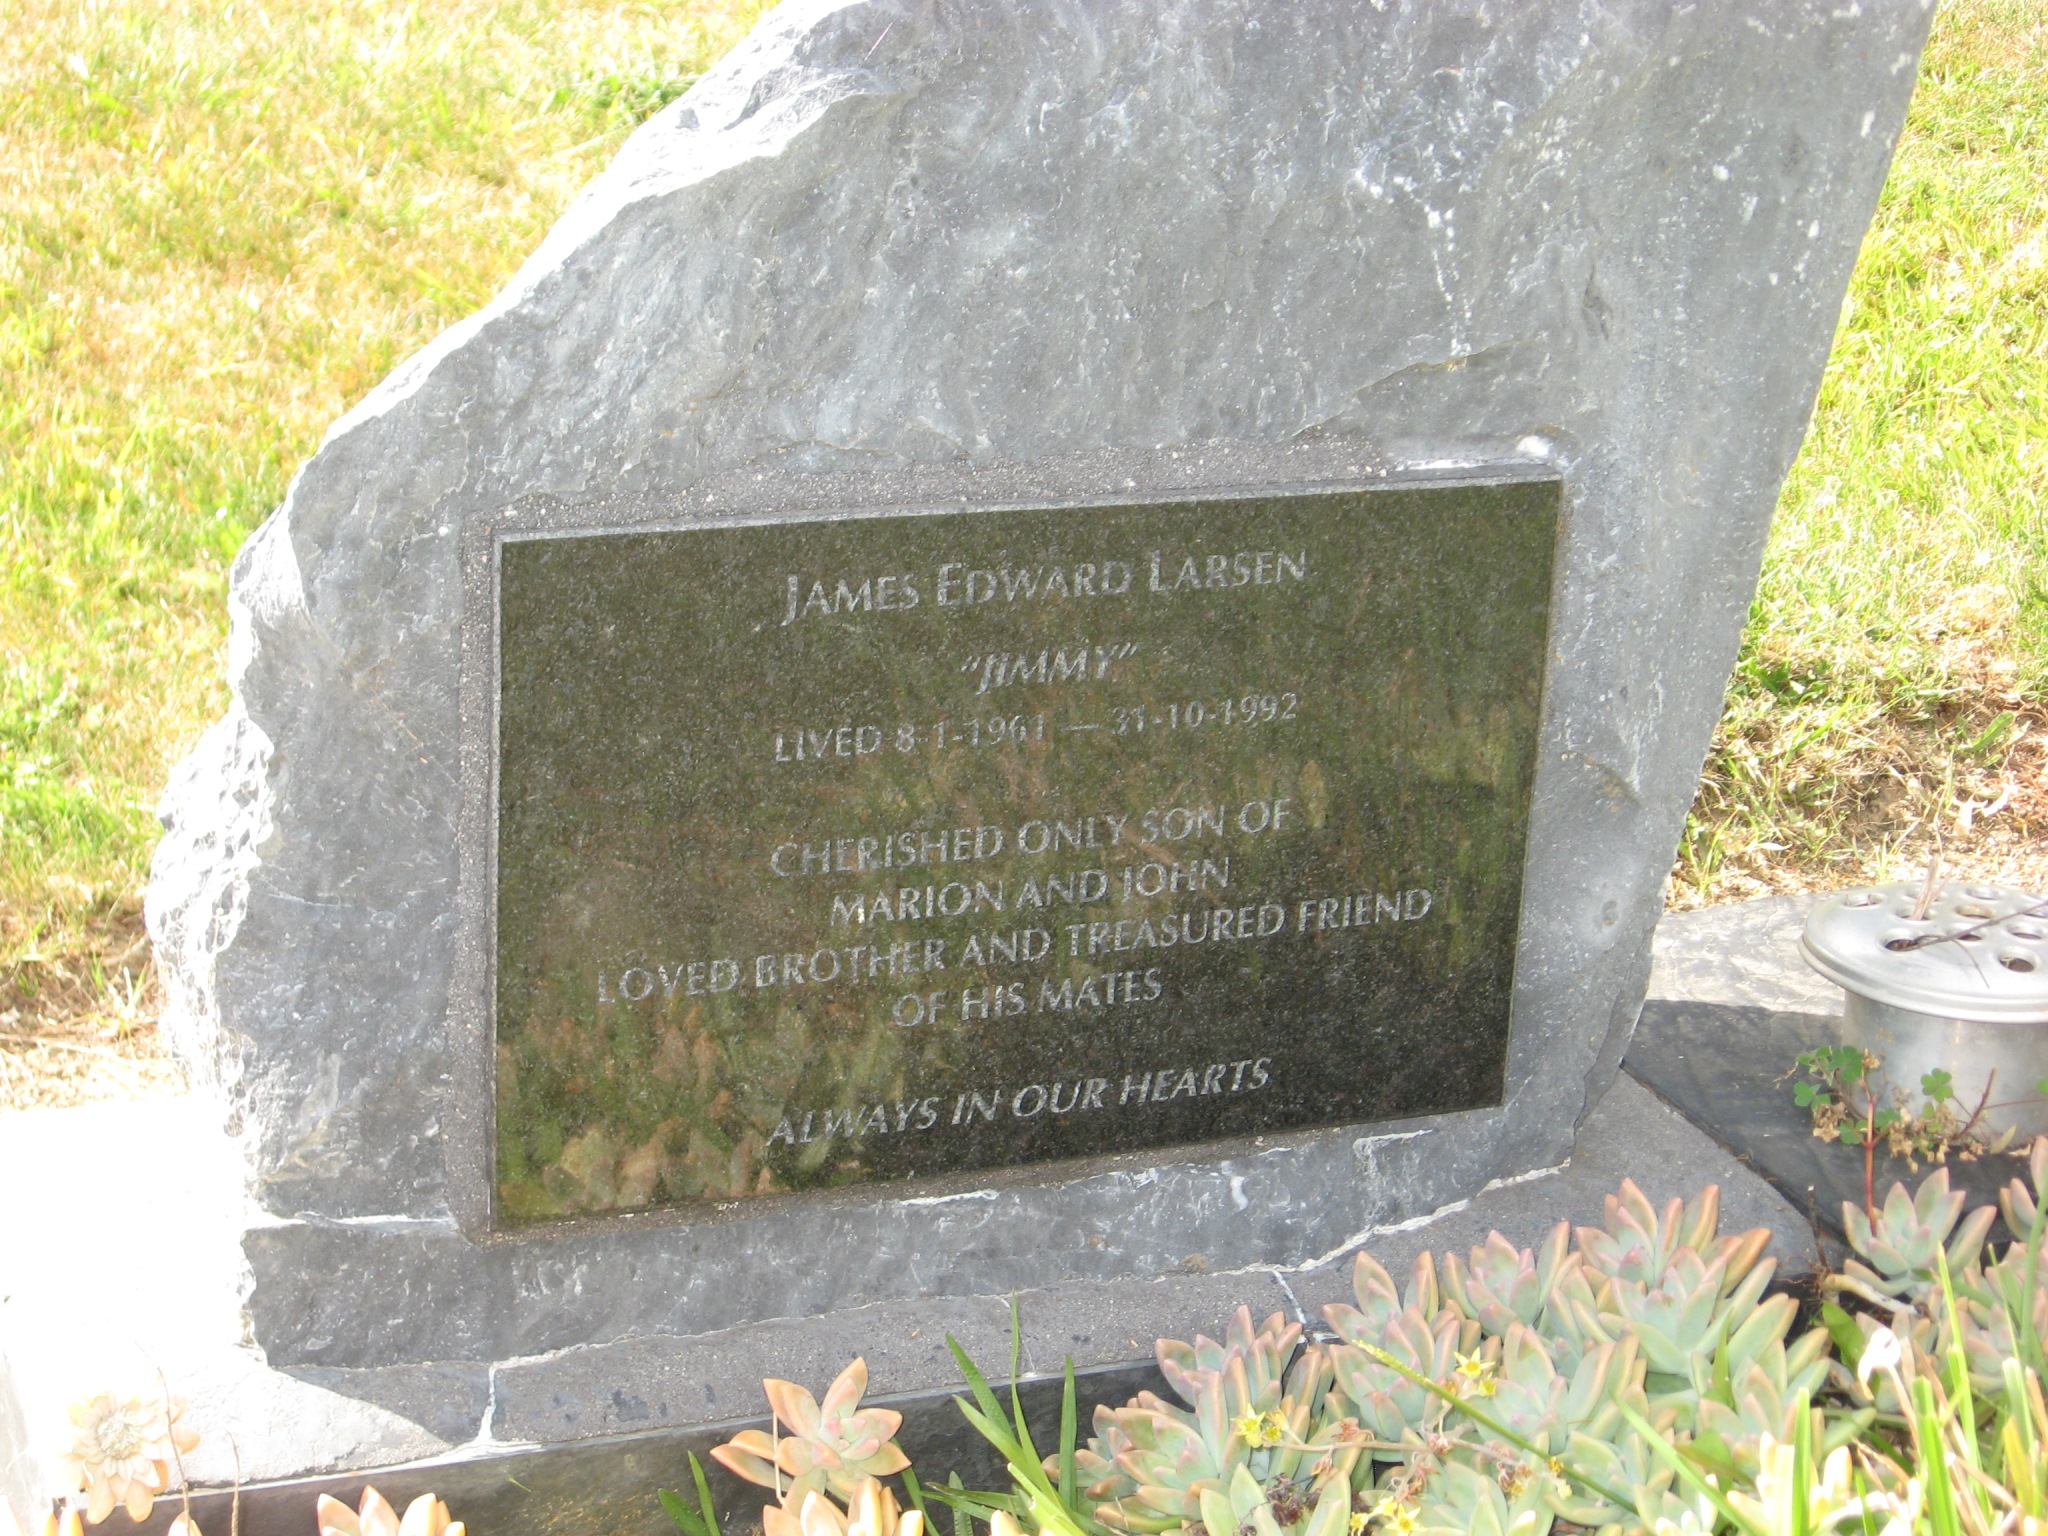 JAMES EDWARD LARSEN
"JIMMY"
LIVED 8-1-1961 — 31-10-1992
CHERISHED ONLY SON OF
MARION AND JOHN
LOVED BROTHER AND TREASURED FRIEND
OF HIS MATES
ALWAYS IN OUR HEARTS